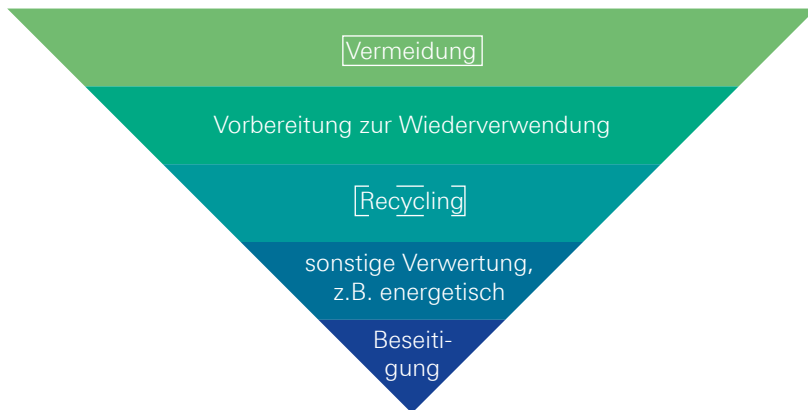 Vermeidung
Vorbereitung zur Wiederverwendung
Recycling
sonstige Verwertung,
z.B. energetisch
Beseiti-
gung